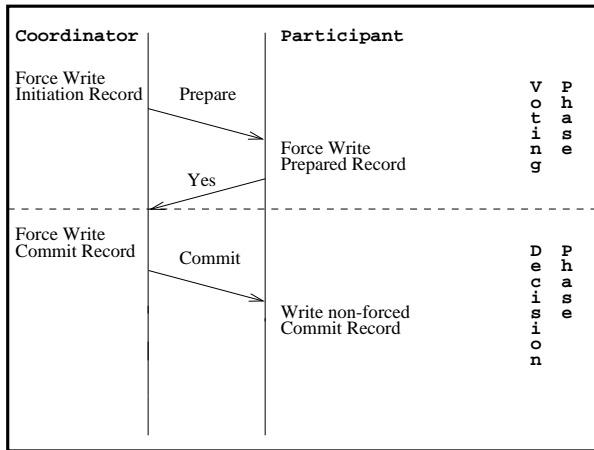 Coordinator
Participant
Force Write
Initiation Record
Prepare
Force Write
Prepared Record
Yes
Voting
Phase
Force Write
Commit Record
Commit
Write non-forced
Commit Record
Decision
Phase